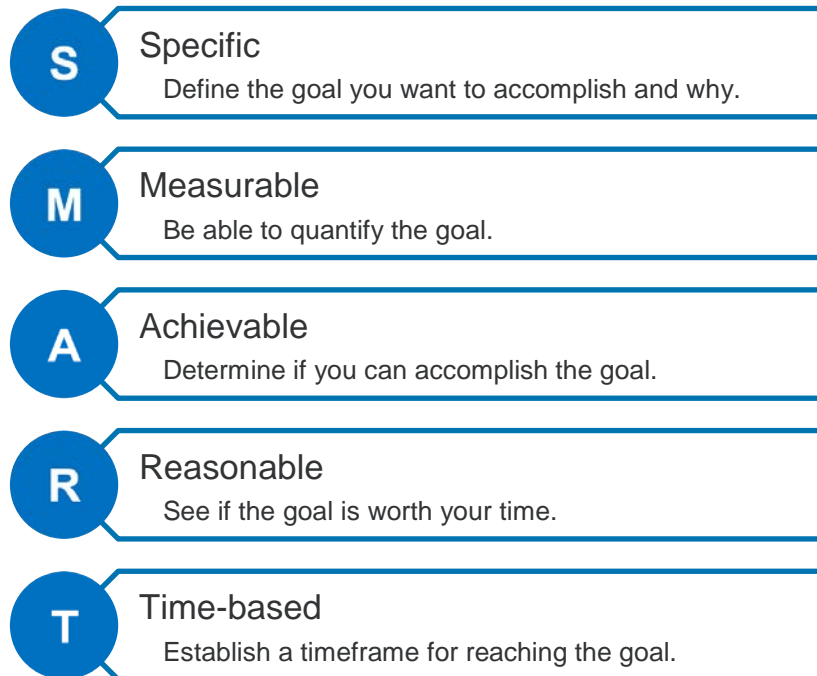 S
Specific
Define the goal you want to accomplish and why.
M
Measurable
Be able to quantify the goal.
A
Achievable
Determine if you can accomplish the goal.
R
Reasonable
See if the goal is worth your time.
T
Time-based
Establish a timeframe for reaching the goal.